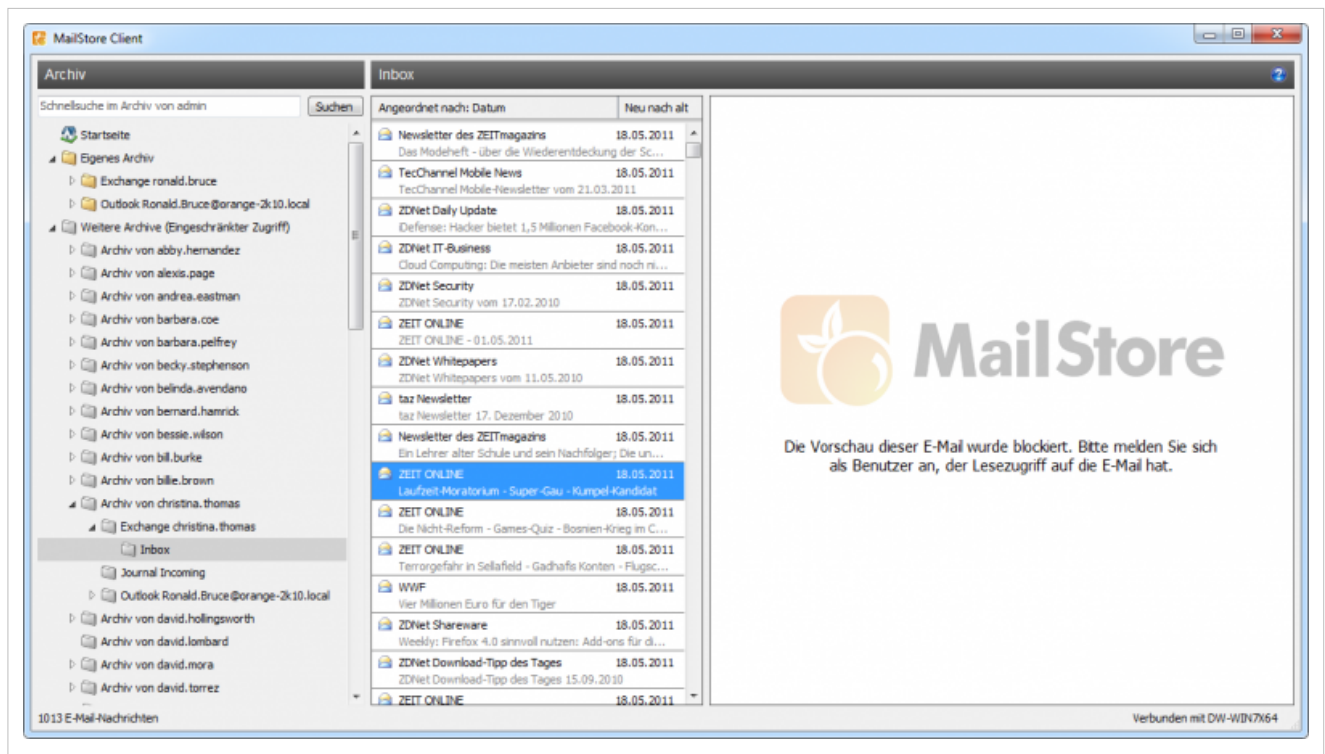 MailStore Client
Archiv
Schnellsuche im Archiv von admin
Suchen
Startseite
Eigenes Archiv
Exchange ronald.bruce
Outlook Ronald.Bruce@orange-2k10.local
Weitere Archive (Eingeschränkter Zugriff)
Archiv von abby.hernandez
Archiv von alexis.page
Archiv von andrea.eastman
Archiv von barbara.coe
Archiv von barbara.pelfrey
Archiv von becky.stephenson
Archiv von belinda.avendano
Archiv von bernard.hamrick
Archiv von bessie.wilson
Archiv von bill.burke
Archiv von billie.brown
Archiv von christina.thomas
Exchange christina.thomas
Inbox
Journal Incoming
Outlook Ronald.Bruce@orange-2k10.local
Archiv von david.hollingsworth
Archiv von david.lombard
Archiv von david.mora
Archiv von david.torrez
Inbox
Angeordnet nach: Datum Neu nach alt
Newsletter des ZEITmagazins 18.05.2011
Das Modeheft - über die Wiederentdeckung der Sc...
TecChannel Mobile News 18.05.2011
TecChannel Mobile-Newsletter vom 21.03.2011
ZDNet Daily Update 18.05.2011
iDefense: Hacker bietet 1,5 Millionen Facebook-Kon...
ZDNet IT-Business 18.05.2011
Cloud Computing: Die meisten Anbieter sind noch ni...
ZDNet Security 18.05.2011
ZDNet Security vom 17.02.2010
ZEIT ONLINE 18.05.2011
ZEIT ONLINE - 01.05.2011
ZDNet Whitepapers 18.05.2011
ZDNet Whitepapers vom 11.05.2010
taz Newsletter 18.05.2011
taz Newsletter 17. Dezember 2010
Newsletter des ZEITmagazins 18.05.2011
Ein Lehrer alter Schule und sein Nachfolger; Die un...
ZEIT ONLINE 18.05.2011
Laufzeit-Moratorium - Super-Gau - Kumpel-Kandidat
ZEIT ONLINE 18.05.2011
Die Nicht-Reform - Games-Quiz - Bosnien-Krieg im C...
ZEIT ONLINE 18.05.2011
Terrorgefahr in Sellafield - Gadhafis Konten - Flugsc...
WWF 18.05.2011
Vier Millionen Euro für den Tiger
ZDNet Shareware 18.05.2011
Weekly: Firefox 4.0 sinnvoll nutzen: Add-ons für di...
ZDNet Download-Tipp des Tages 18.05.2011
ZDNet Download-Tipp des Tages 15.09.2010
ZEIT ONLINE 18.05.2011
MailStore
Die Vorschau dieser E-Mail wurde blockiert. Bitte melden Sie sich
als Benutzer an, der Lesezugriff auf die E-Mail hat.
1013 E-Mail-Nachrichten
Verbunden mit DW-WIN7X64